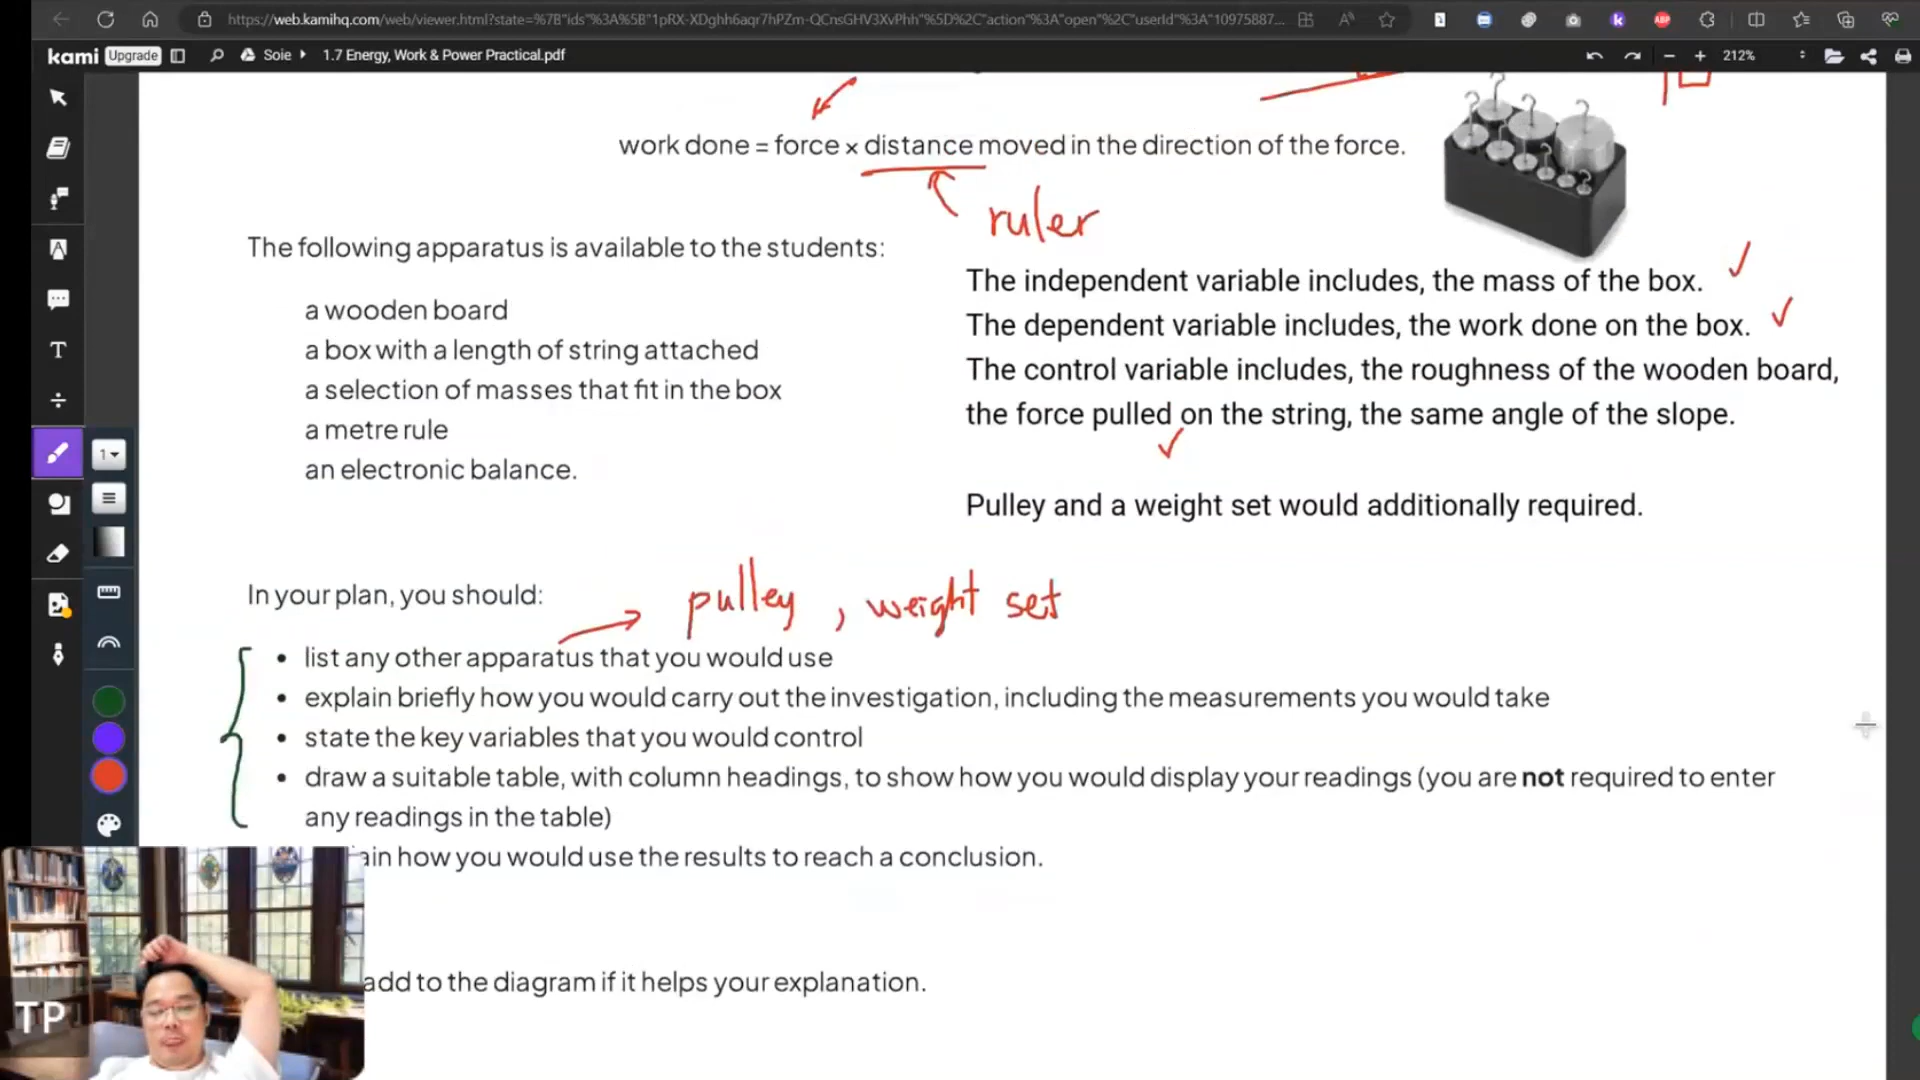 https://web.kamihq.com/web/viewer.html?state=%7B"ids"%3A%5B"1pRX-XDghh6aqr7hPZm-QCnsGHV3XvPhh"%5D%2C"action"%3A"open"%2C"userId"%3A"10975887...
kami Upgrade Soie 1.7 Energy, Work & Power Practical.pdf 212%
work done = force × distance moved in the direction of the force.
ruler
The following apparatus is available to the students:
a wooden board
a box with a length of string attached
a selection of masses that fit in the box
a metre rule
an electronic balance.
The independent variable includes, the mass of the box.
The dependent variable includes, the work done on the box.
The control variable includes, the roughness of the wooden board,
the force pulled on the string, the same angle of the slope.
Pulley and a weight set would additionally required.
In your plan, you should:
pulley , weight set
• list any other apparatus that you would use
• explain briefly how you would carry out the investigation, including the measurements you would take
• state the key variables that you would control
• draw a suitable table, with column headings, to show how you would display your readings (you are not required to enter
any readings in the table)
ain how you would use the results to reach a conclusion.
add to the diagram if it helps your explanation.
TP
1